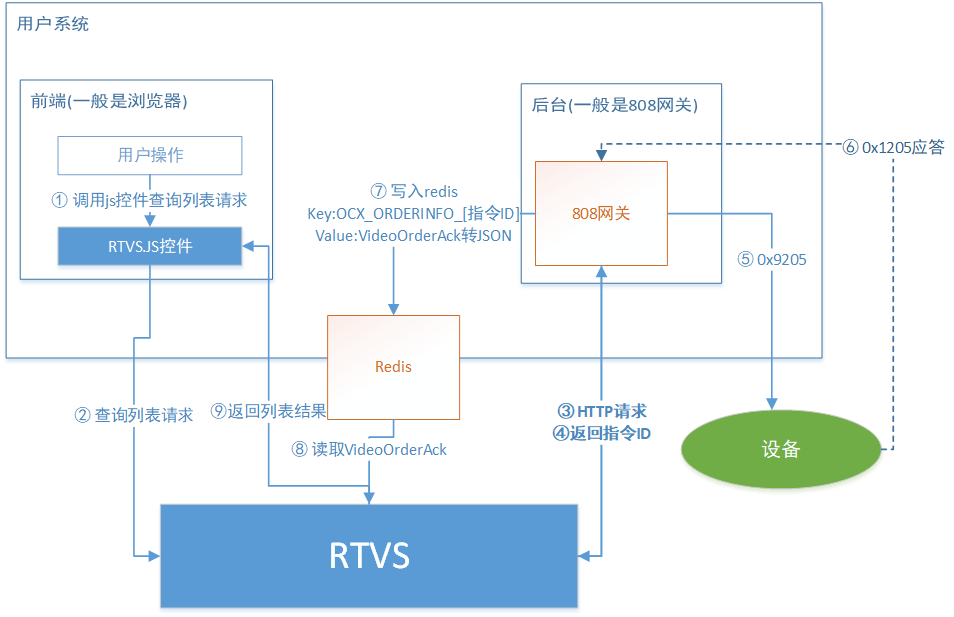 用户系统
前端(一般是浏览器)
用户操作
① 调用js控件查询列表请求
RTVS.JS控件
后台(一般是808网关)
808网关
⑥ 0x1205应答
⑦ 写入redis
Key:OCX_ORDERINFO_[指令ID]
Value:VideoOrderAck转JSON
⑤ 0x9205
Redis
② 查询列表请求
⑨返回列表结果
⑧ 读取VideoOrderAck
③ HTTP请求
④返回指令ID
设备
RTVS